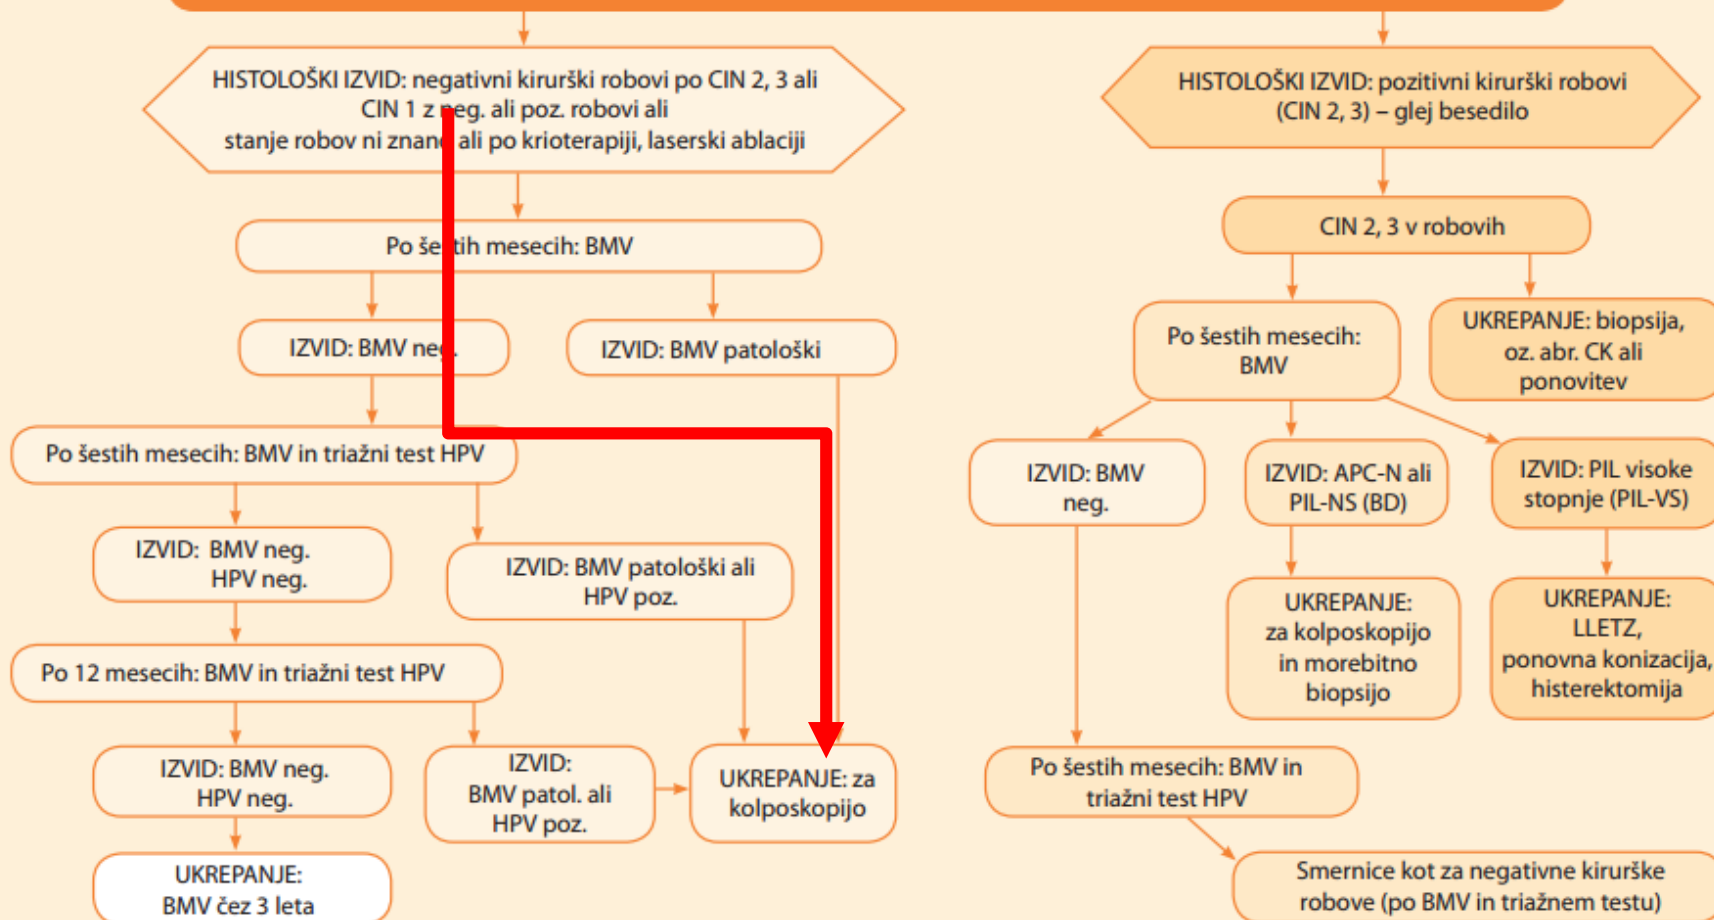 HISTOLOŠKI IZVID: negativni kirurški robovi po CIN 2, 3 ali
CIN 1 z neg. ali poz. robovi ali
stanje robov ni znano ali po krioterapiji, laserski ablaciji
HISTOLOŠKI IZVID: pozitivni kirurški robovi
(CIN 2, 3) – glej besedilo
Po šestih mesecih: BMV
CIN 2, 3 v robovih
IZVID: BMV neg.
IZVID: BMV patološki
Po šestih mesecih:
BMV
UKREPANJE: biopsija,
oz. abr. CK ali
ponovitev
Po šestih mesecih: BMV in triažni test HPV
IZVID: BMV
neg.
IZVID: APC-N ali
PIL-NS (BD)
IZVID: PIL visoke
stopnje (PIL-VS)
IZVID: BMV neg.
HPV neg.
IZVID: BMV patološki ali
HPV poz.
UKREPANJE:
za kolposkopijo
in morebitno
biopsijo
UKREPANJE:
LLETZ,
ponovna konizacija,
histerektomija
Po 12 mesecih: BMV in triažni test HPV
IZVID: BMV neg.
HPV neg.
IZVID:
BMV patol. ali
HPV poz.
UKREPANJE: za
kolposkopijo
Po šestih mesecih: BMV in
triažni test HPV
UKREPANJE:
BMV čez 3 leta
Smernice kot za negativne kirurške
robove (po BMV in triažnem testu)